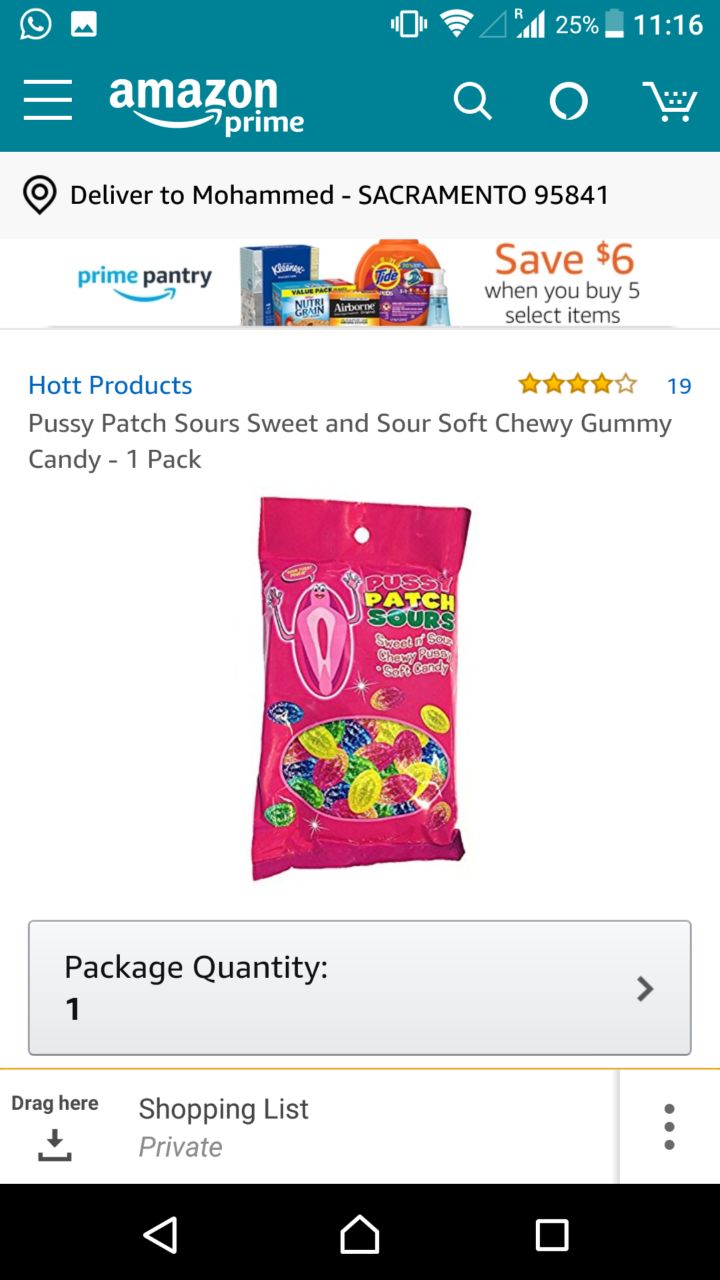 R 25% 11:16
amazon
prime
Deliver to Mohammed - SACRAMENTO 95841
prime pantry
Kleenex
VALUE PACK
NUTRI
GRAIN
Airborne
Tide
PODS
Save $6
when you buy 5
select items
Hott Products
19
Pussy Patch Sours Sweet and Sour Soft Chewy Gummy
Candy - 1 Pack
PUSSY
PATCH
SOURS
Sweet n' Sour
Chewy Pussy
• Soft Candy
Package Quantity:
1
Drag here
Shopping List
Private